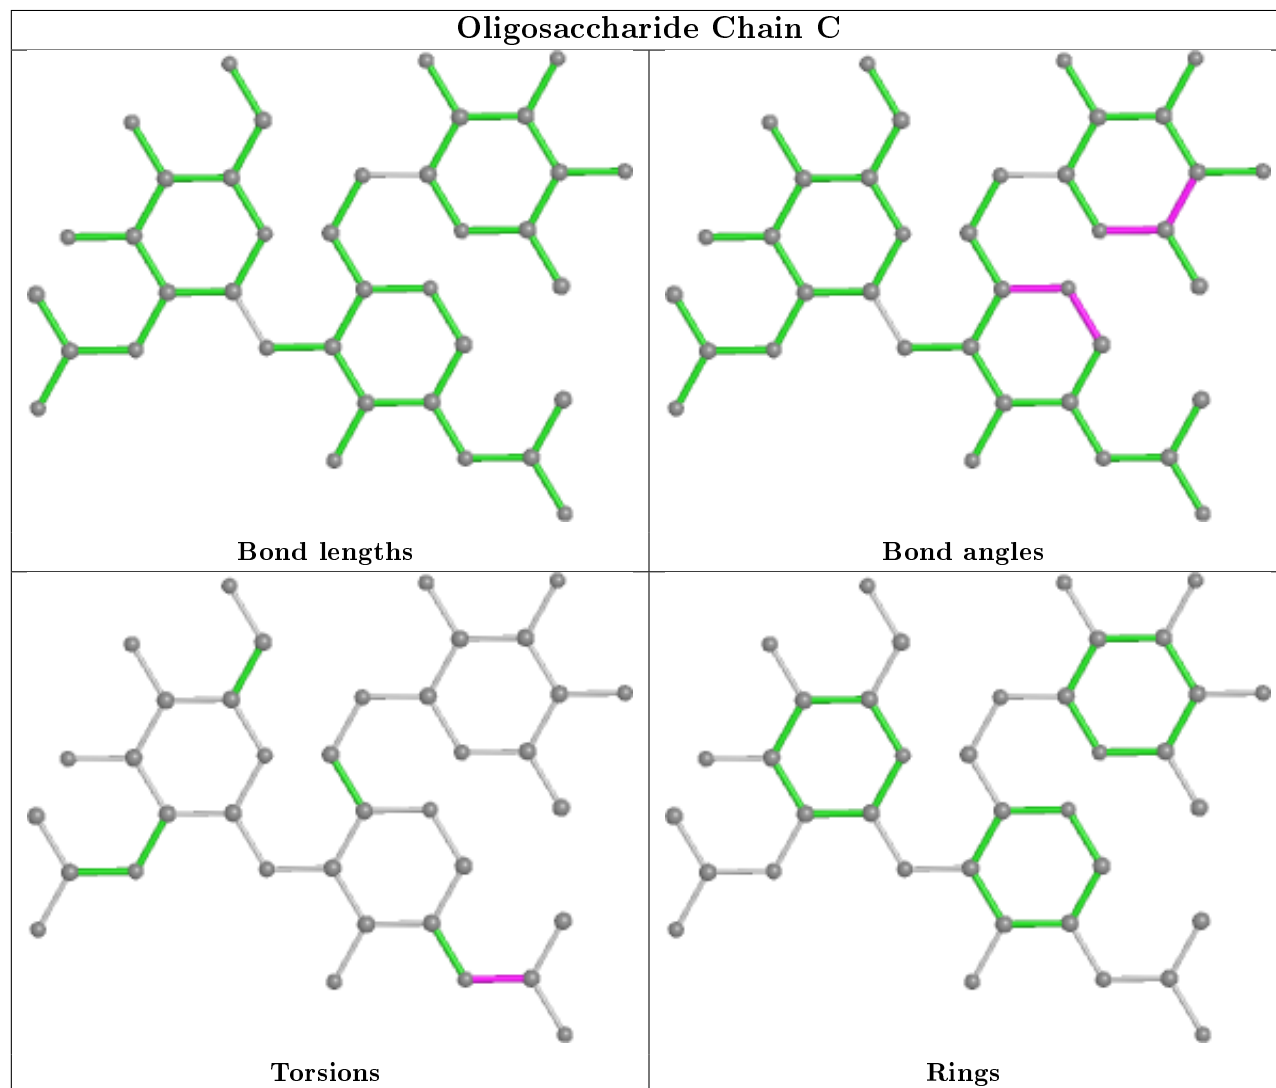 Oligosaccharide Chain C
Bond lengths
Bond angles
Torsions
Rings